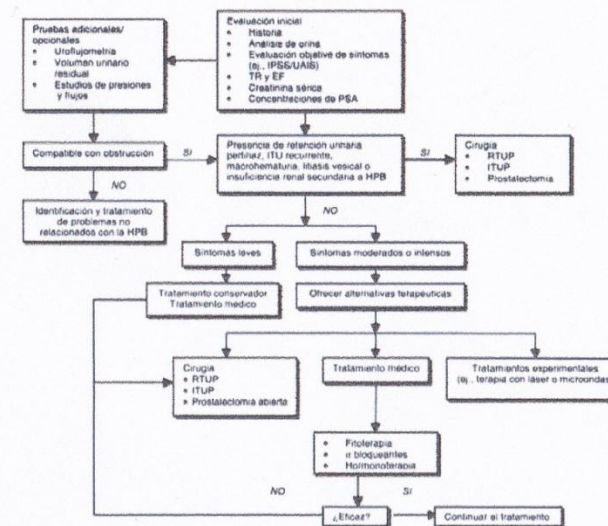 Pruebas adicionales/
opcionales
• Uroflujometría
• Volumen urinario
residual
• Estudios de presiones
y flujos
Evaluación inicial
• Historia
• Análisis de orina
• Evaluación objetive de síntomas
(ej., IPSS/UAIS)
• TR y EF
• Creatinina sérica
• Concentraciones de PSA
Compatible con obstrucción
SI
Presencia de retención urinaria
pertinaz, ITU recurrente,
macrohematuria, litiasis vesical o
insuficiencia renal secundaria a HPB
SI
Cirugía
• RTUP
• ITUP
• Prostatectomía
NO
Identificación y tratamiento
de problemas no
relacionados con la HPB
NO
Síntomas leves
Síntomas moderados o intensos
Tratamiento conservador
Tratamiento médico
Ofrecer alternativas terapéuticas
Cirugía
• RTUP
• ITUP
• Prostatectomía abierta
Tratamiento médico
Tratamientos experimentales
(ej., terapia con láser o microondas
• Fitoterapia
• α bloqueantes
• Hormonoterapia
NO
SI
¿Eficaz?
Continuar el tratamiento